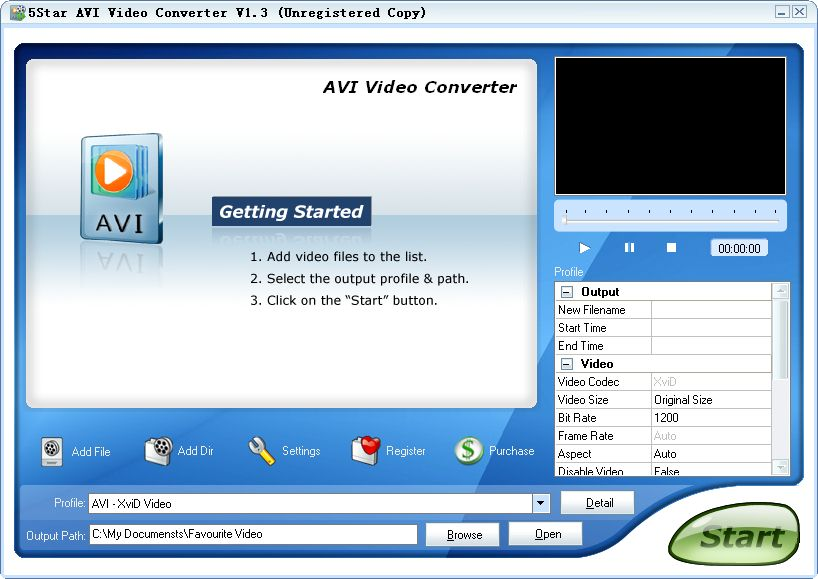 5Star AVI Video Converter V1.3 (Unregistered Copy)
AVI Video Converter
AVI
Getting Started
1. Add video files to the list.
2. Select the output profile & path.
3. Click on the “Start” button.
00:00:00
Profile
Output
New Filename
Start Time
End Time
Video
Video Codec XviD
Video Size Original Size
Bit Rate 1200
Frame Rate Auto
Aspect Auto
Disable Video False
Add File Add Dir Settings Register $ Purchase
Profile: AVI - XviD Video Detail
Output Path: C:\My Documensts\Favourite Video Browse Open
Start